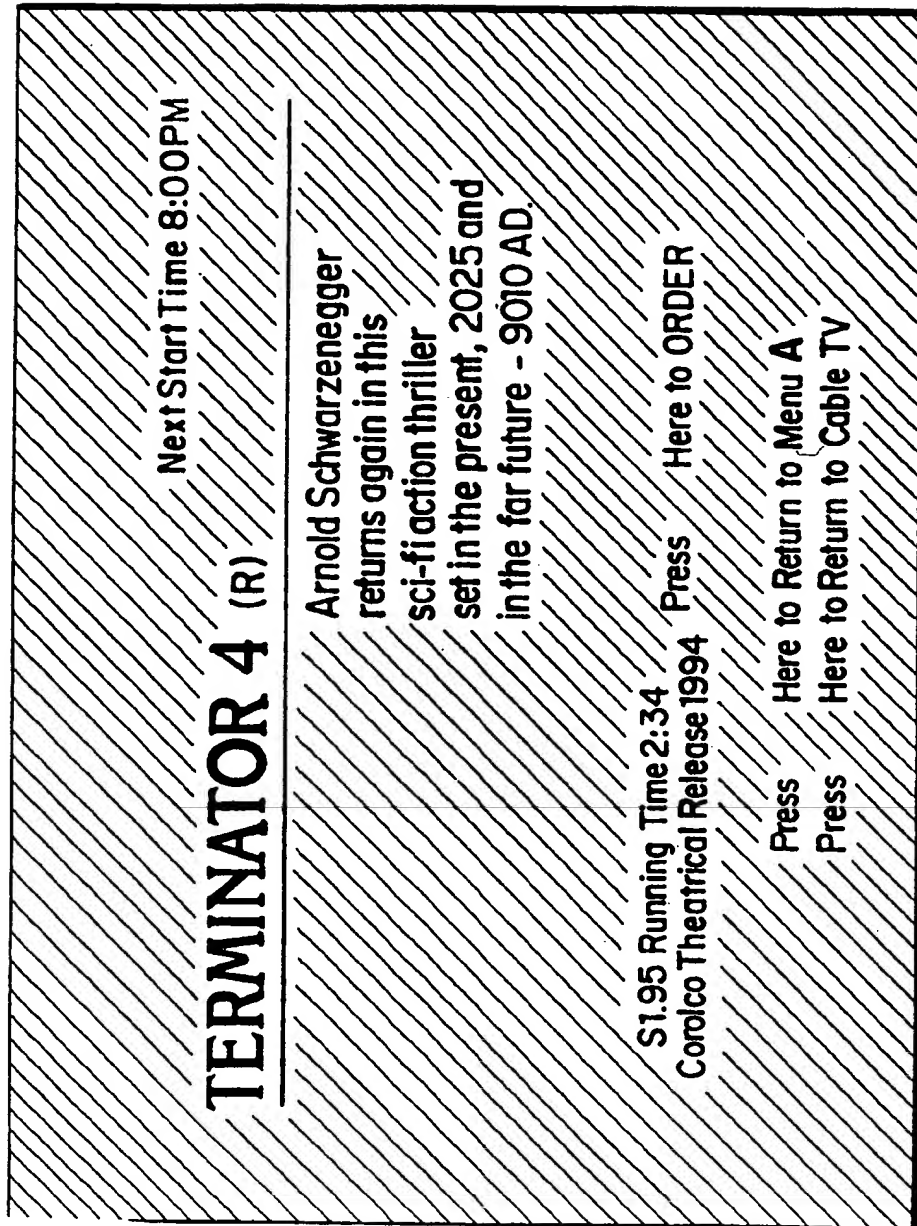 Next Start Time 8:00PM
TERMINATOR 4 (R)
Arnold Schwarzenegger
returns again in this
sci-fi action thriller
set in the present, 2025 and
in the far future - 9010 AD.
S1.95 Running Time 2:34
Corolco Theatrical Release 1994
Press Here to ORDER
Press Here to Return to Menu A
Press Here to Return to Cable TV